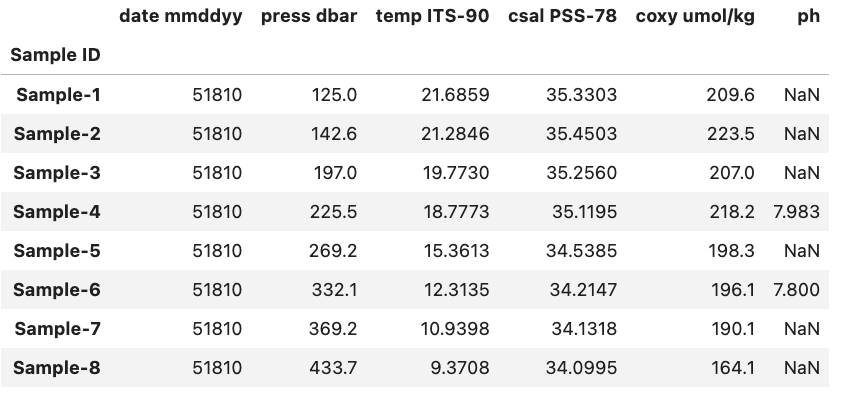 date mmddyy press dbar temp ITS-90 csal PSS-78 coxy umol/kg ph
Sample ID
Sample-1 51810 125.0 21.6859 35.3303 209.6 NaN
Sample-2 51810 142.6 21.2846 35.4503 223.5 NaN
Sample-3 51810 197.0 19.7730 35.2560 207.0 NaN
Sample-4 51810 225.5 18.7773 35.1195 218.2 7.983
Sample-5 51810 269.2 15.3613 34.5385 198.3 NaN
Sample-6 51810 332.1 12.3135 34.2147 196.1 7.800
Sample-7 51810 369.2 10.9398 34.1318 190.1 NaN
Sample-8 51810 433.7 9.3708 34.0995 164.1 NaN